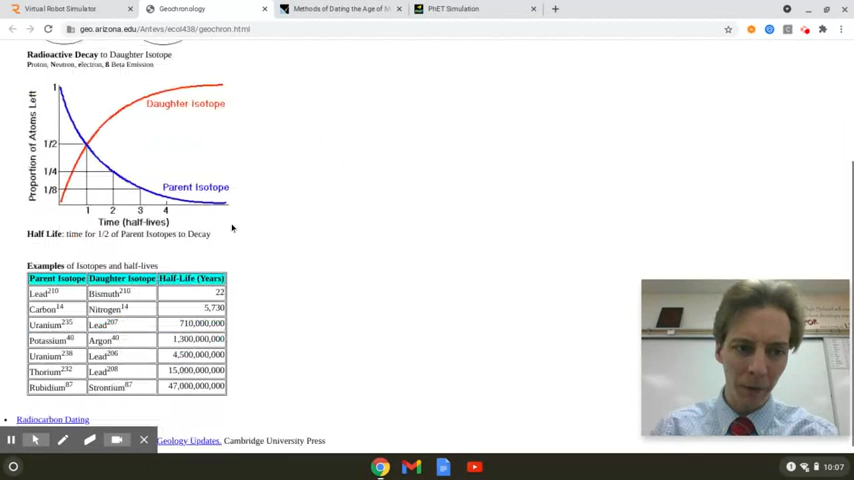 Virtual Robot Simulator
Geochronology
Methods of Dating the Age of M
PhET Simulation
geo.arizona.edu/Antevs/ecol438/geochron.html
Radioactive Decay to Daughter Isotope
Proton, Neutron, electron, ß Beta Emission
Proportion of Atoms Left
1
1/2
1/4
1/8
Daughter Isotope
Parent Isotope
1 2 3 4
Time (half-lives)
Half Life: time for 1/2 of Parent Isotopes to Decay
Examples of Isotopes and half-lives
Parent Isotope Daughter Isotope Half-Life (Years)
Lead210 Bismuth210 22
Carbon14 Nitrogen14 5,730
Uranium235 Lead207 710,000,000
Potassium40 Argon40 1,300,000,000
Uranium238 Lead206 4,500,000,000
Thorium232 Lead208 15,000,000,000
Rubidium87 Strontium87 47,000,000,000
Radiocarbon Dating
Geology Updates. Cambridge University Press
10:07